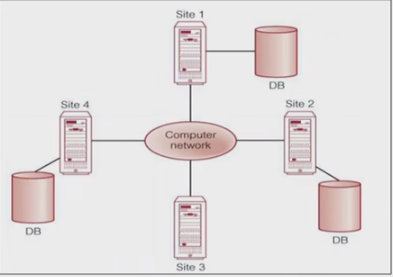 Site 1
DB
Site 4
Site 2
Computer
network
DB
DB
Site 3